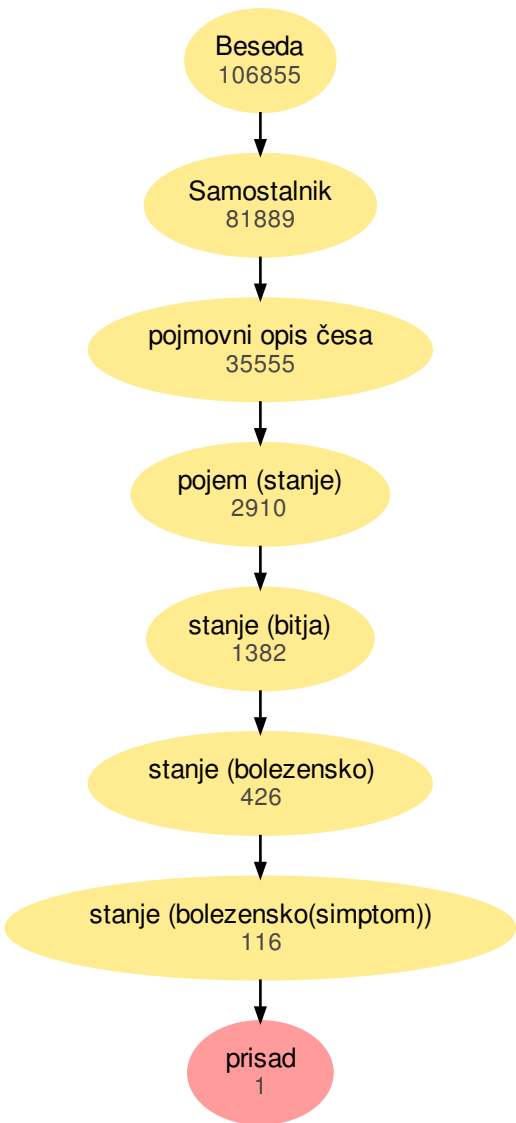 Beseda
106855
Samostalnik
81889
pojmovni opis česa
35555
pojem (stanje)
2910
stanje (bitja)
1382
stanje (bolezensko)
426
stanje (bolezensko(simptom))
116
prisad
1